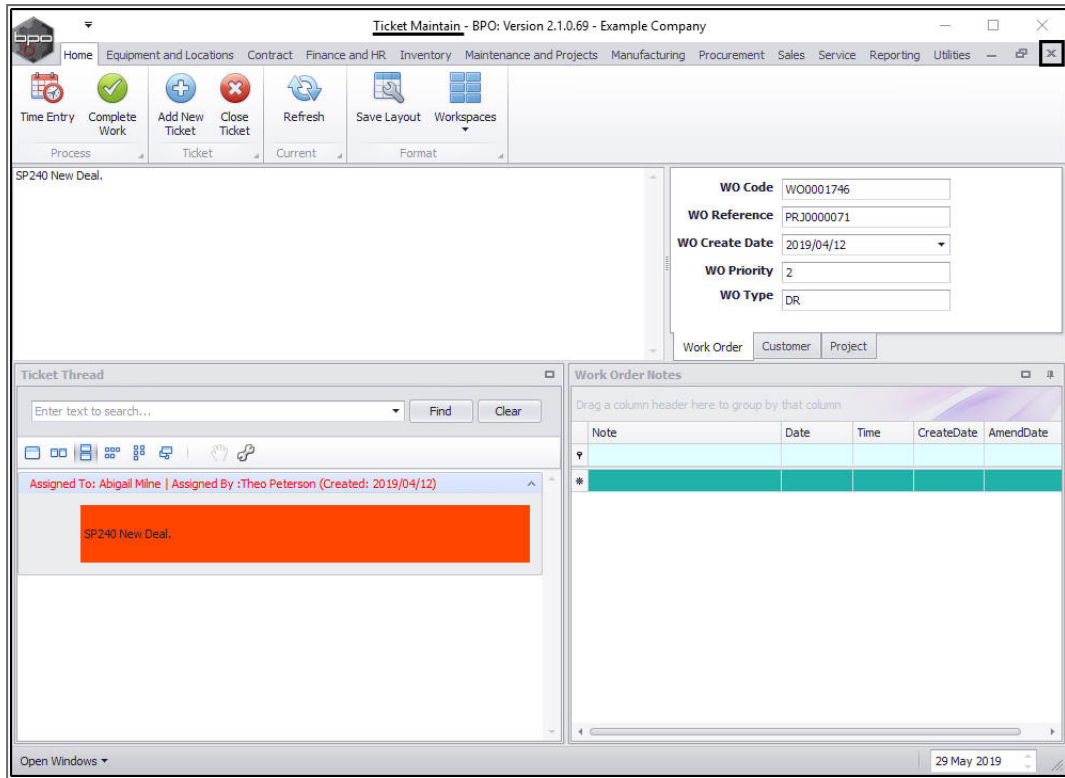 Ticket Maintain - BPO: Version 2.1.0.69 - Example Company
bpo
Home Equipment and Locations Contract Finance and HR Inventory Maintenance and Projects Manufacturing Procurement Sales Service Reporting Utilities
Time Entry Complete Work Add New Ticket Close Ticket Refresh Save Layout Workspaces
Process Ticket Current Format
SP240 New Deal.
WO Code WO0001746
WO Reference PRJ0000071
WO Create Date 2019/04/12
WO Priority 2
WO Type DR
Work Order Customer Project
Ticket Thread
Enter text to search... Find Clear
Assigned To: Abigail Milne | Assigned By :Theo Peterson (Created: 2019/04/12)
SP240 New Deal.
Work Order Notes
Drag a column header here to group by that column
Note Date Time CreateDate AmendDate
Open Windows 29 May 2019